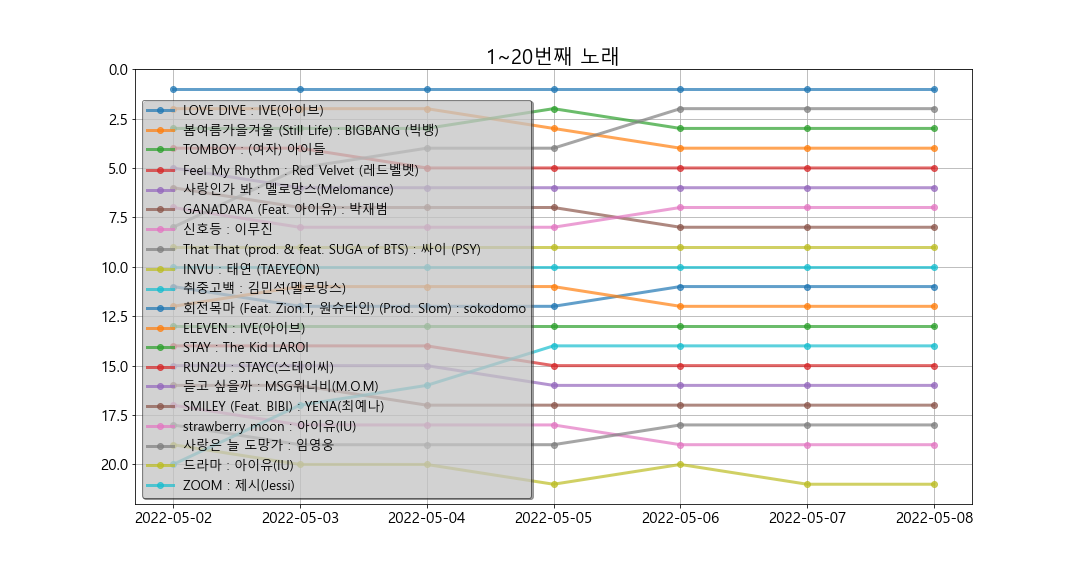 1~20번째 노래
0.0
2.5
5.0
7.5
10.0
12.5
15.0
17.5
20.0
LOVE DIVE : IVE(아이브)
봄여름가을겨울 (Still Life) : BIGBANG (빅뱅)
TOMBOY : (여자) 아이들
Feel My Rhythm : Red Velvet (레드벨벳)
사랑인가 봐 : 멜로망스(Melomance)
GANADARA (Feat. 아이유) : 박재범
신호등 : 이무진
That That (prod. & feat. SUGA of BTS) : 싸이 (PSY)
INVU : 태연 (TAEYEON)
취중고백 : 김민석(멜로망스)
회전목마 (Feat. Zion.T, 원슈타인) (Prod. Slom) : sokodomo
ELEVEN : IVE(아이브)
STAY : The Kid LAROI
RUN2U : STAYC(스테이씨)
듣고 싶을까 : MSG워너비(M.O.M)
SMILEY (Feat. BIBI) : YENA(최예나)
strawberry moon : 아이유(IU)
사랑은 늘 도망가 : 임영웅
드라마 : 아이유(IU)
ZOOM : 제시(Jessi)
2022-05-02 2022-05-03 2022-05-04 2022-05-05 2022-05-06 2022-05-07 2022-05-08